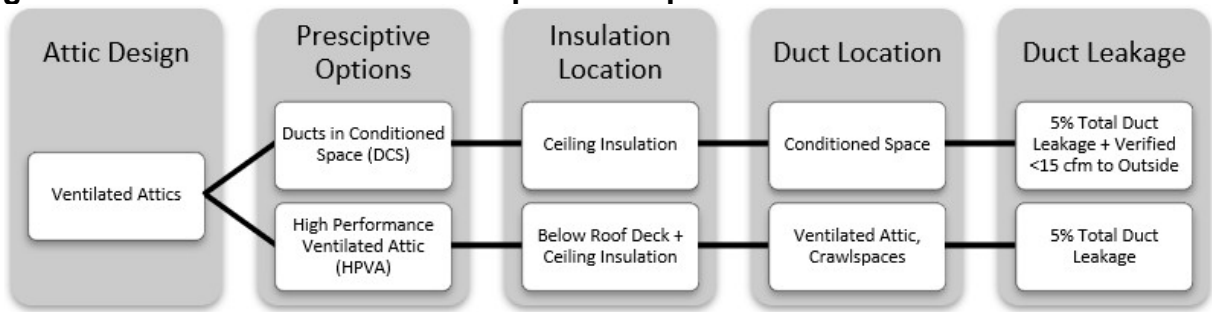 Attic Design
Presciptive
Options
Insulation
Location
Duct Location
Duct Leakage
Ventilated Attics
Ducts in Conditioned
Space (DCS)
Ceiling Insulation
Conditioned Space
5% Total Duct
Leakage + Verified
<15 cfm to Outside
High Performance
Ventilated Attic
(HPVA)
Below Roof Deck +
Ceiling Insulation
Ventilated Attic,
Crawlspaces
5% Total Duct
Leakage